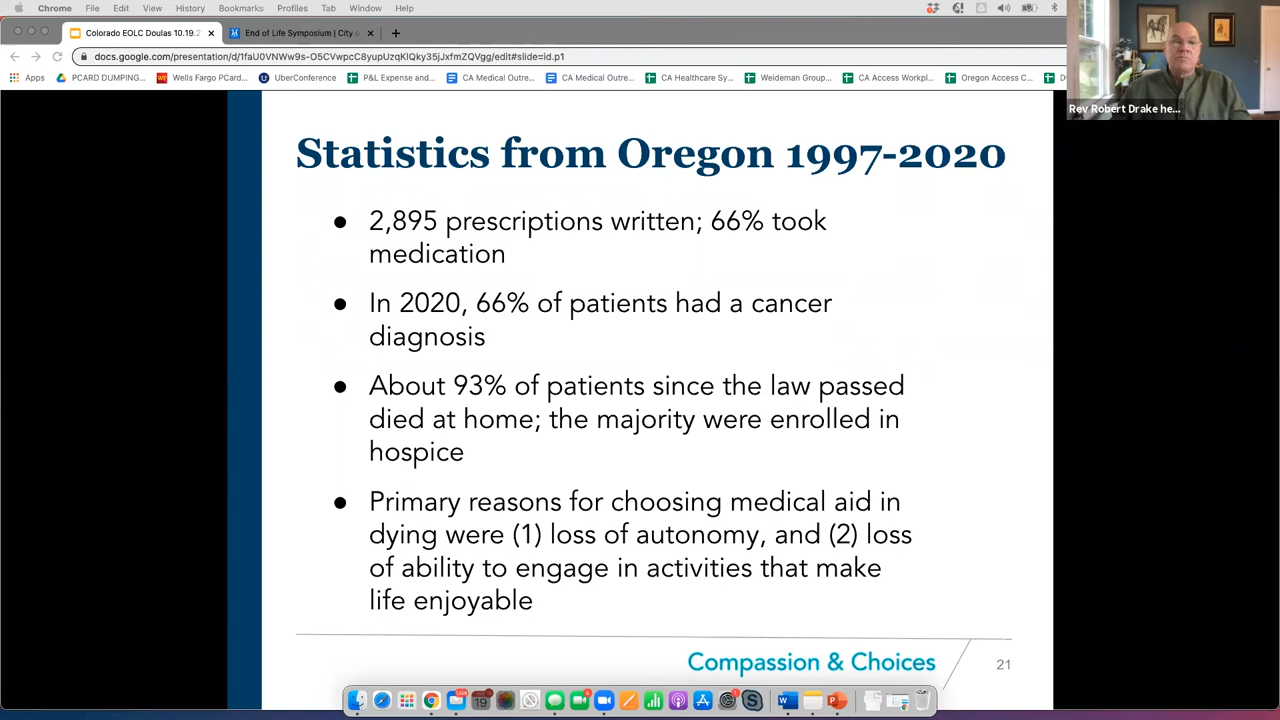 Chrome File Edit View History Bookmarks Profiles Tab Window Help
Colorado EOLC Doulas 10.19.2
End of Life Symposium | City
docs.google.com/presentation/d/1faU0VNWw9s-O5CVwpcC8yupUzqKlQky35jJxfmZQVgg/edit#slide=id.p1
Apps PCARD DUMPING... Wells Fargo PCard... UberConference P&L Expense and... CA Medical Outre... CA Medical Outre... CA Healthcare Sy... Weideman Group... CA Access Workpl... Oregon Access C...
Rev Robert Drake he...
Statistics from Oregon 1997-2020
● 2,895 prescriptions written; 66% took
medication
● In 2020, 66% of patients had a cancer
diagnosis
● About 93% of patients since the law passed
died at home; the majority were enrolled in
hospice
● Primary reasons for choosing medical aid in
dying were (1) loss of autonomy, and (2) loss
of ability to engage in activities that make
life enjoyable
Compassion & Choices
21
19